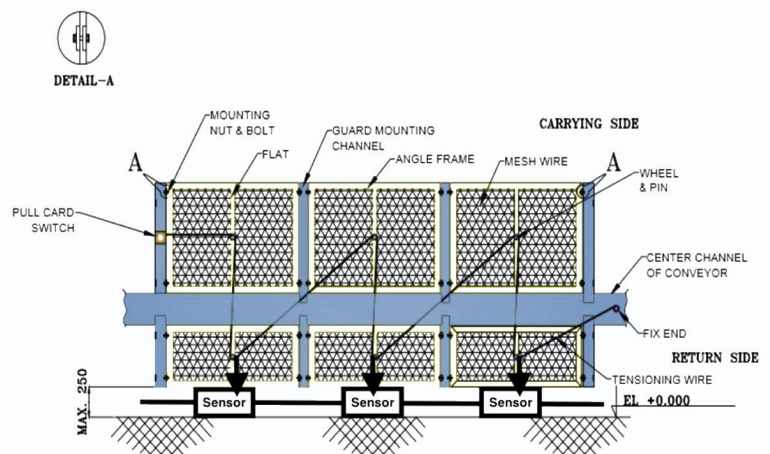 DETAIL-A
MOUNTING
NUT & BOLT
FLAT
GUARD MOUNTING
CHANNEL
ANGLE FRAME
CARRYING SIDE
MESH WIRE
WHEEL
& PIN
A
A
PULL CARD
SWITCH
CENTER CHANNEL
OF CONVEYOR
FIX END
RETURN SIDE
TENSIONING WIRE
MAX. 250
Sensor
Sensor
Sensor
EL +0.000